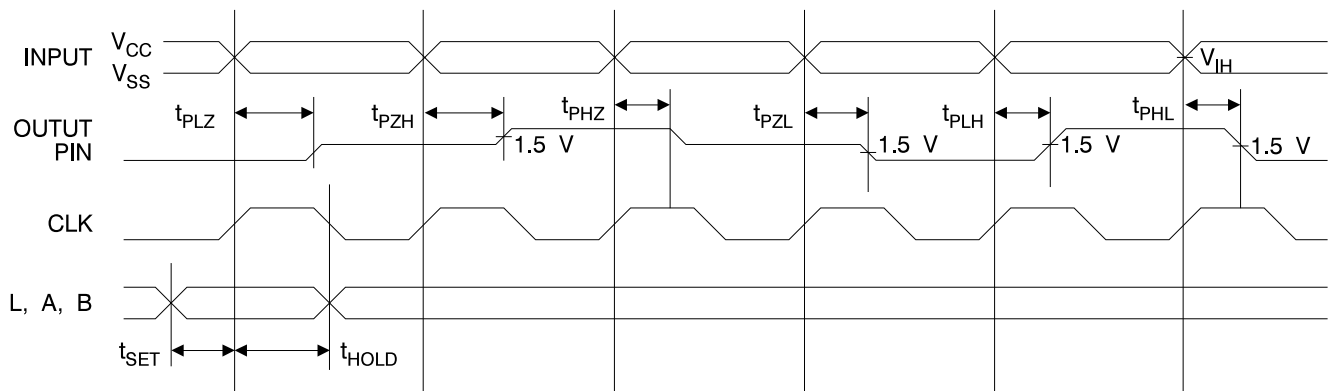 INPUT
VCC
VSS
VIH
tPLZ
tPZH
tPHZ
tPZL
tPLH
tPHL
OUTUT
PIN
1.5 V
1.5 V
1.5 V
1.5 V
CLK
L, A, B
tSET
tHOLD